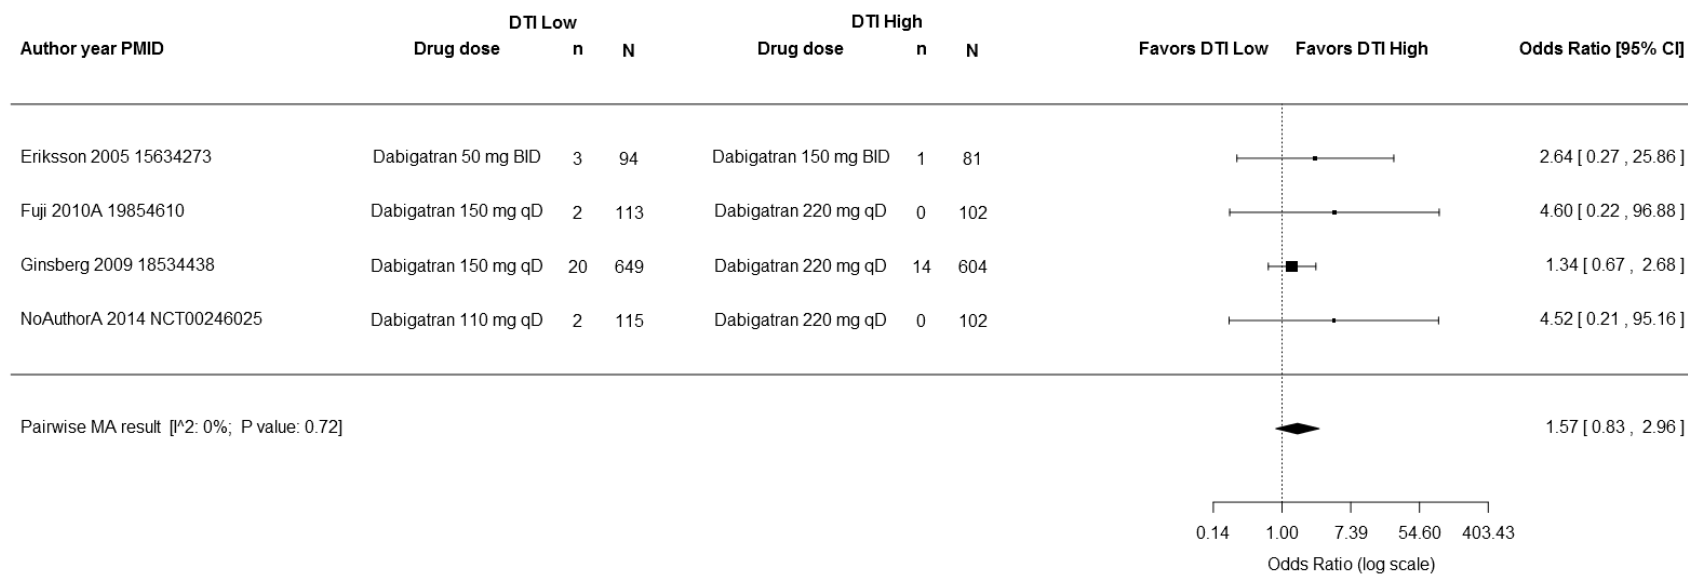 DTI Low DTI High
Author year PMID Drug dose n N Drug dose n N Favors DTI Low Favors DTI High Odds Ratio [95% CI]
Eriksson 2005 15634273 Dabigatran 50 mg BID 3 94 Dabigatran 150 mg BID 1 81 2.64 [ 0.27 , 25.86 ]
Fuji 2010A 19854610 Dabigatran 150 mg qD 2 113 Dabigatran 220 mg qD 0 102 4.60 [ 0.22 , 96.88 ]
Ginsberg 2009 18534438 Dabigatran 150 mg qD 20 649 Dabigatran 220 mg qD 14 604 1.34 [ 0.67 , 2.68 ]
NoAuthorA 2014 NCT00246025 Dabigatran 110 mg qD 2 115 Dabigatran 220 mg qD 0 102 4.52 [ 0.21 , 95.16 ]
Pairwise MA result [I^2: 0%; P value: 0.72] 1.57 [ 0.83 , 2.96 ]
0.14 1.00 7.39 54.60 403.43
Odds Ratio (log scale)